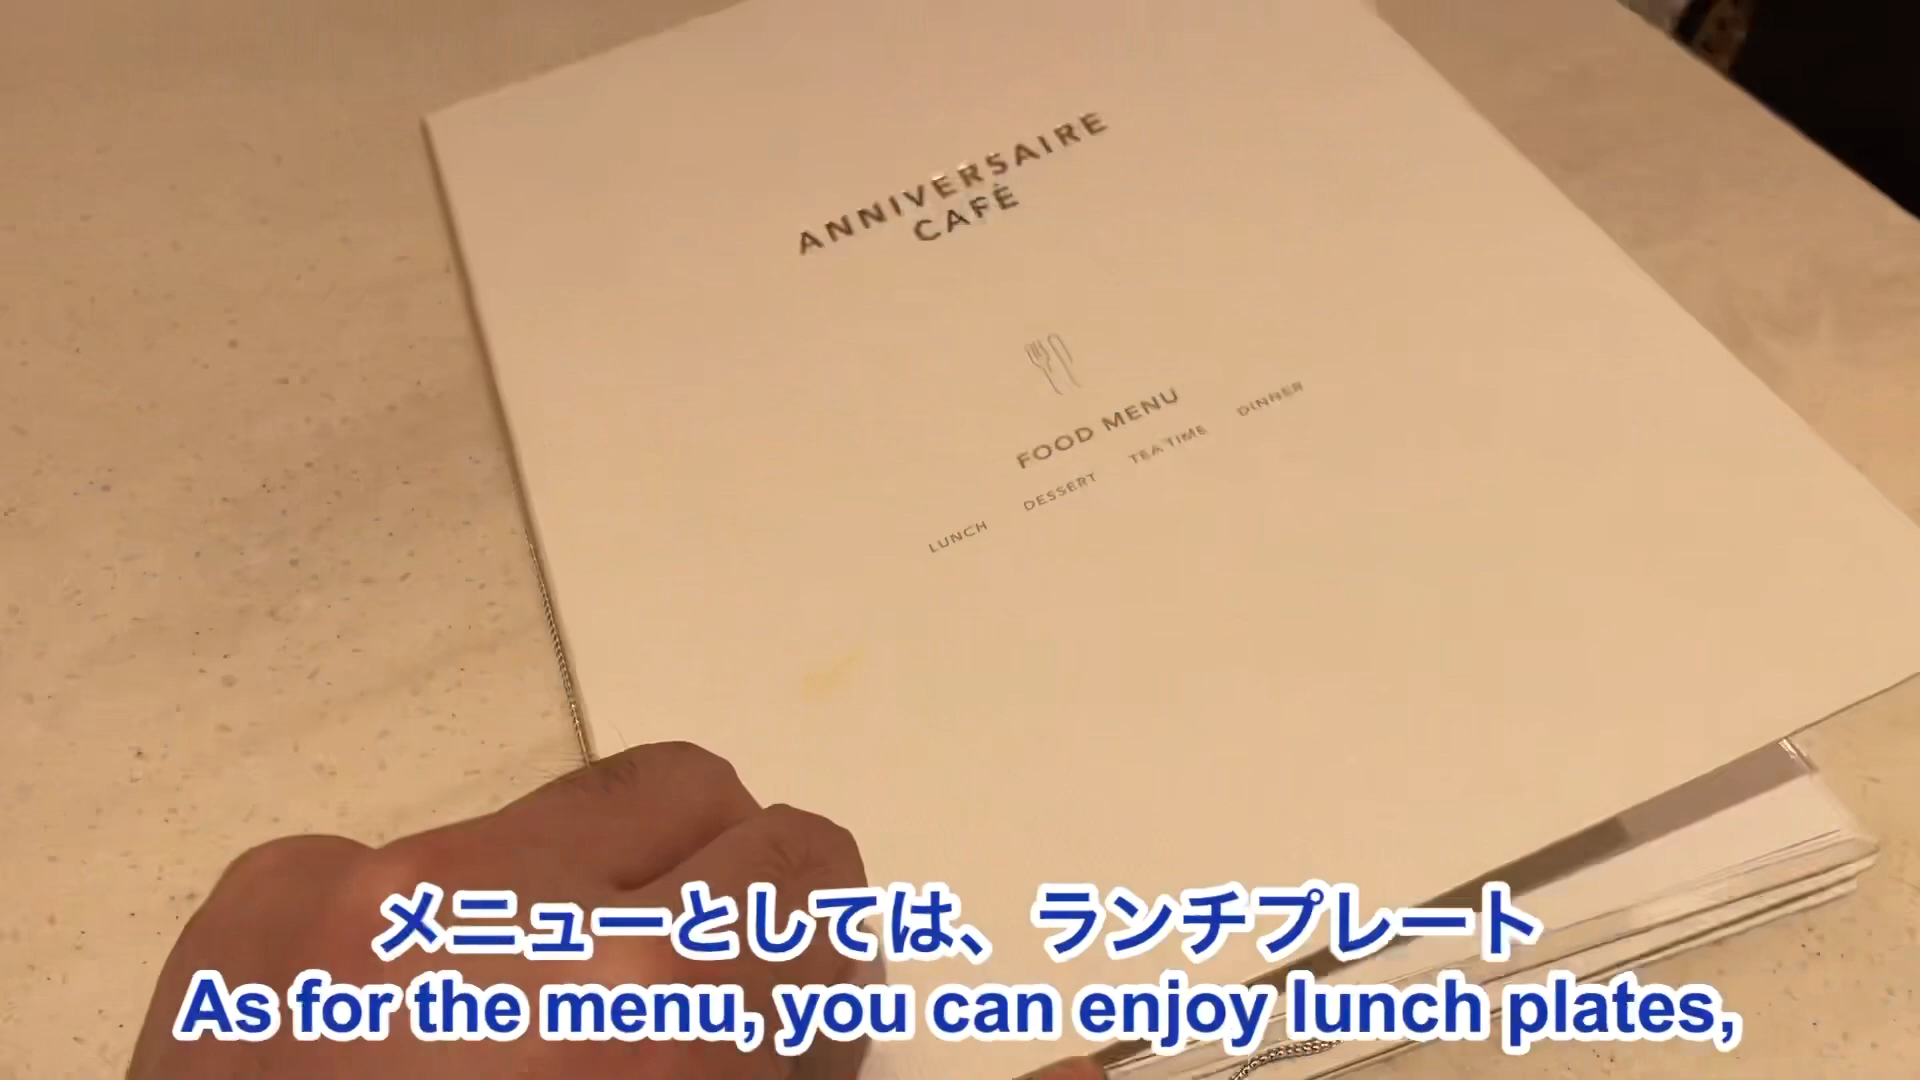 ANNIVERSAIRE
CAFÉ
FOOD MENU
LUNCH DESSERT TEA TIME DINNER
メニューとしては、ランチプレート
As for the menu, you can enjoy lunch plates,